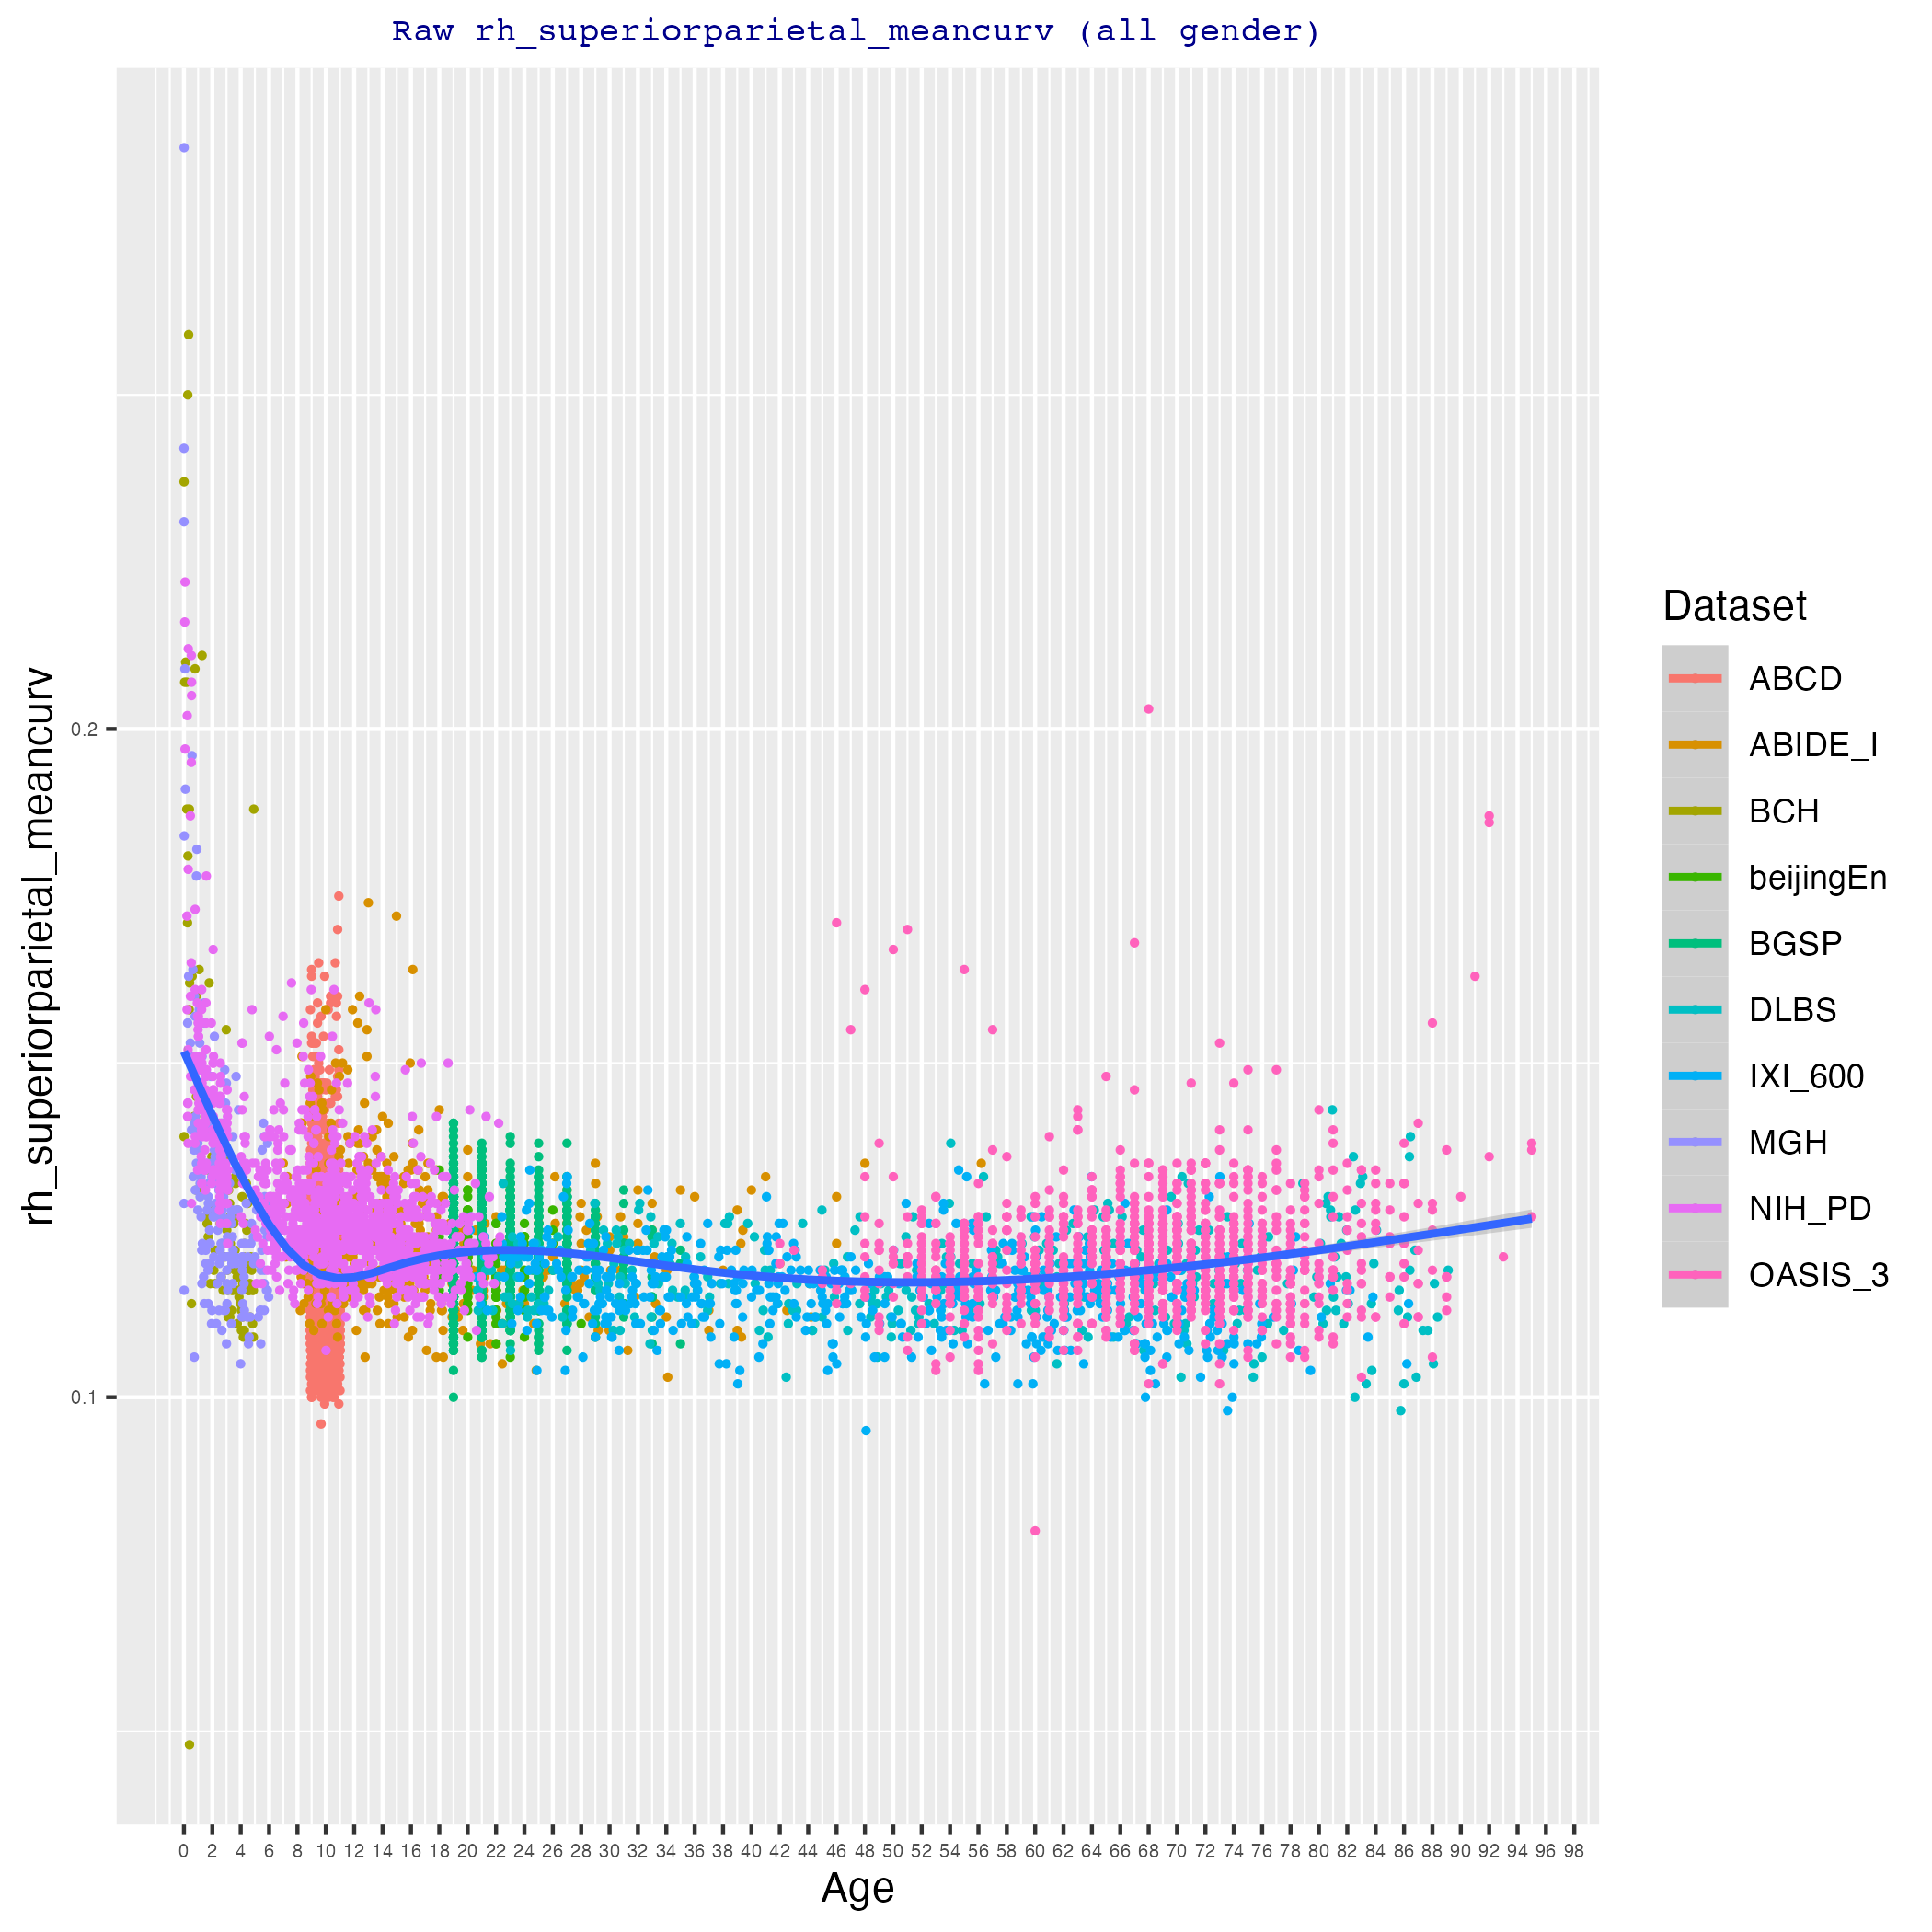 Raw rh_superiorparietal_meancurv (all gender)
rh_superiorparietal_meancurv
0.2
0.1
0 2 4 6 8 10 12 14 16 18 20 22 24 26 28 30 32 34 36 38 40 42 44 46 48 50 52 54 56 58 60 62 64 66 68 70 72 74 76 78 80 82 84 86 88 90 92 94 96 98
Age
Dataset
ABCD
ABIDE_I
BCH
beijingEn
BGSP
DLBS
IXI_600
MGH
NIH_PD
OASIS_3